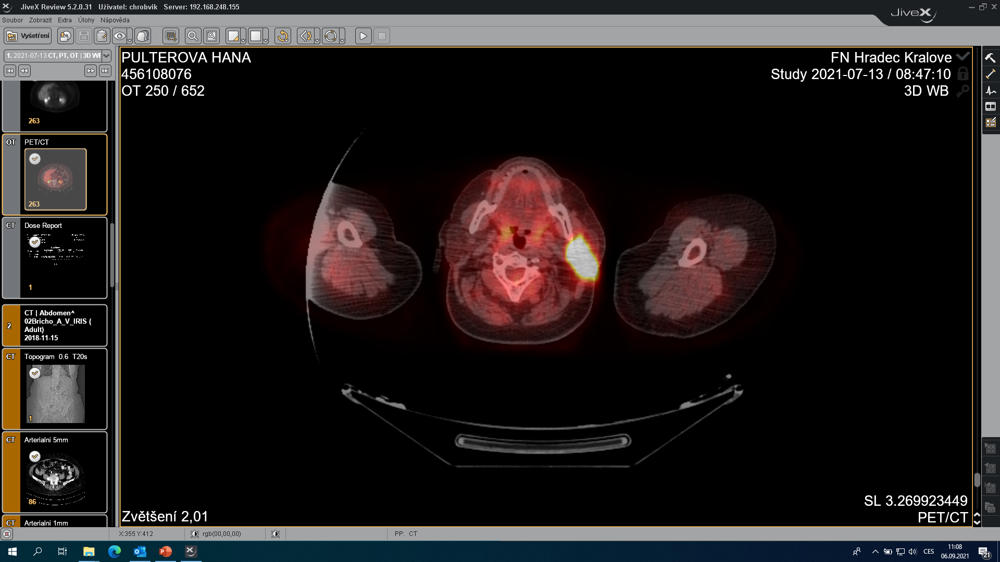 JiveX Review 5.2.0.31 Uživatel: chrobvik Server: 192.168.248.155
JiveX
Soubor Zobrazit Extra Úlohy Nápověda
Vyšetření
1. 2021-07-13 CT, PT, OT | 3D WB
263
OT PET/CT
263
CT Dose Report
1
2
CT | Abdomen^
02Bricho_A_V_IRIS (
Adult)
2018-11-15
CT Topogram 0.6 T20s
1
CT Arterialni 5mm
86
CT Arterialni 1mm
PULTEROVA HANA
456108076
OT 250 / 652
FN Hradec Kralove
Study 2021-07-13 / 08:47:10
3D WB
Zvětšení 2,01
SL 3.269923449
PET/CT
X:355 Y:412 rgb(00,00,00) PP: CT
CES
11:08
06.09.2021
21